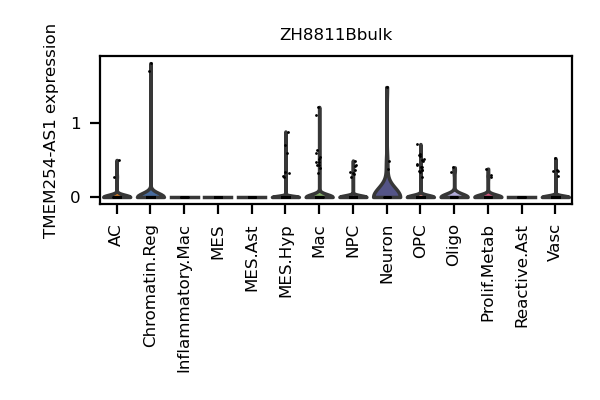 ZH8811Bbulk
TMEM254-AS1 expression
1
0
AC
Chromatin.Reg
Inflammatory.Mac
MES
MES.Ast
MES.Hyp
Mac
NPC
Neuron
OPC
Oligo
Prolif.Metab
Reactive.Ast
Vasc